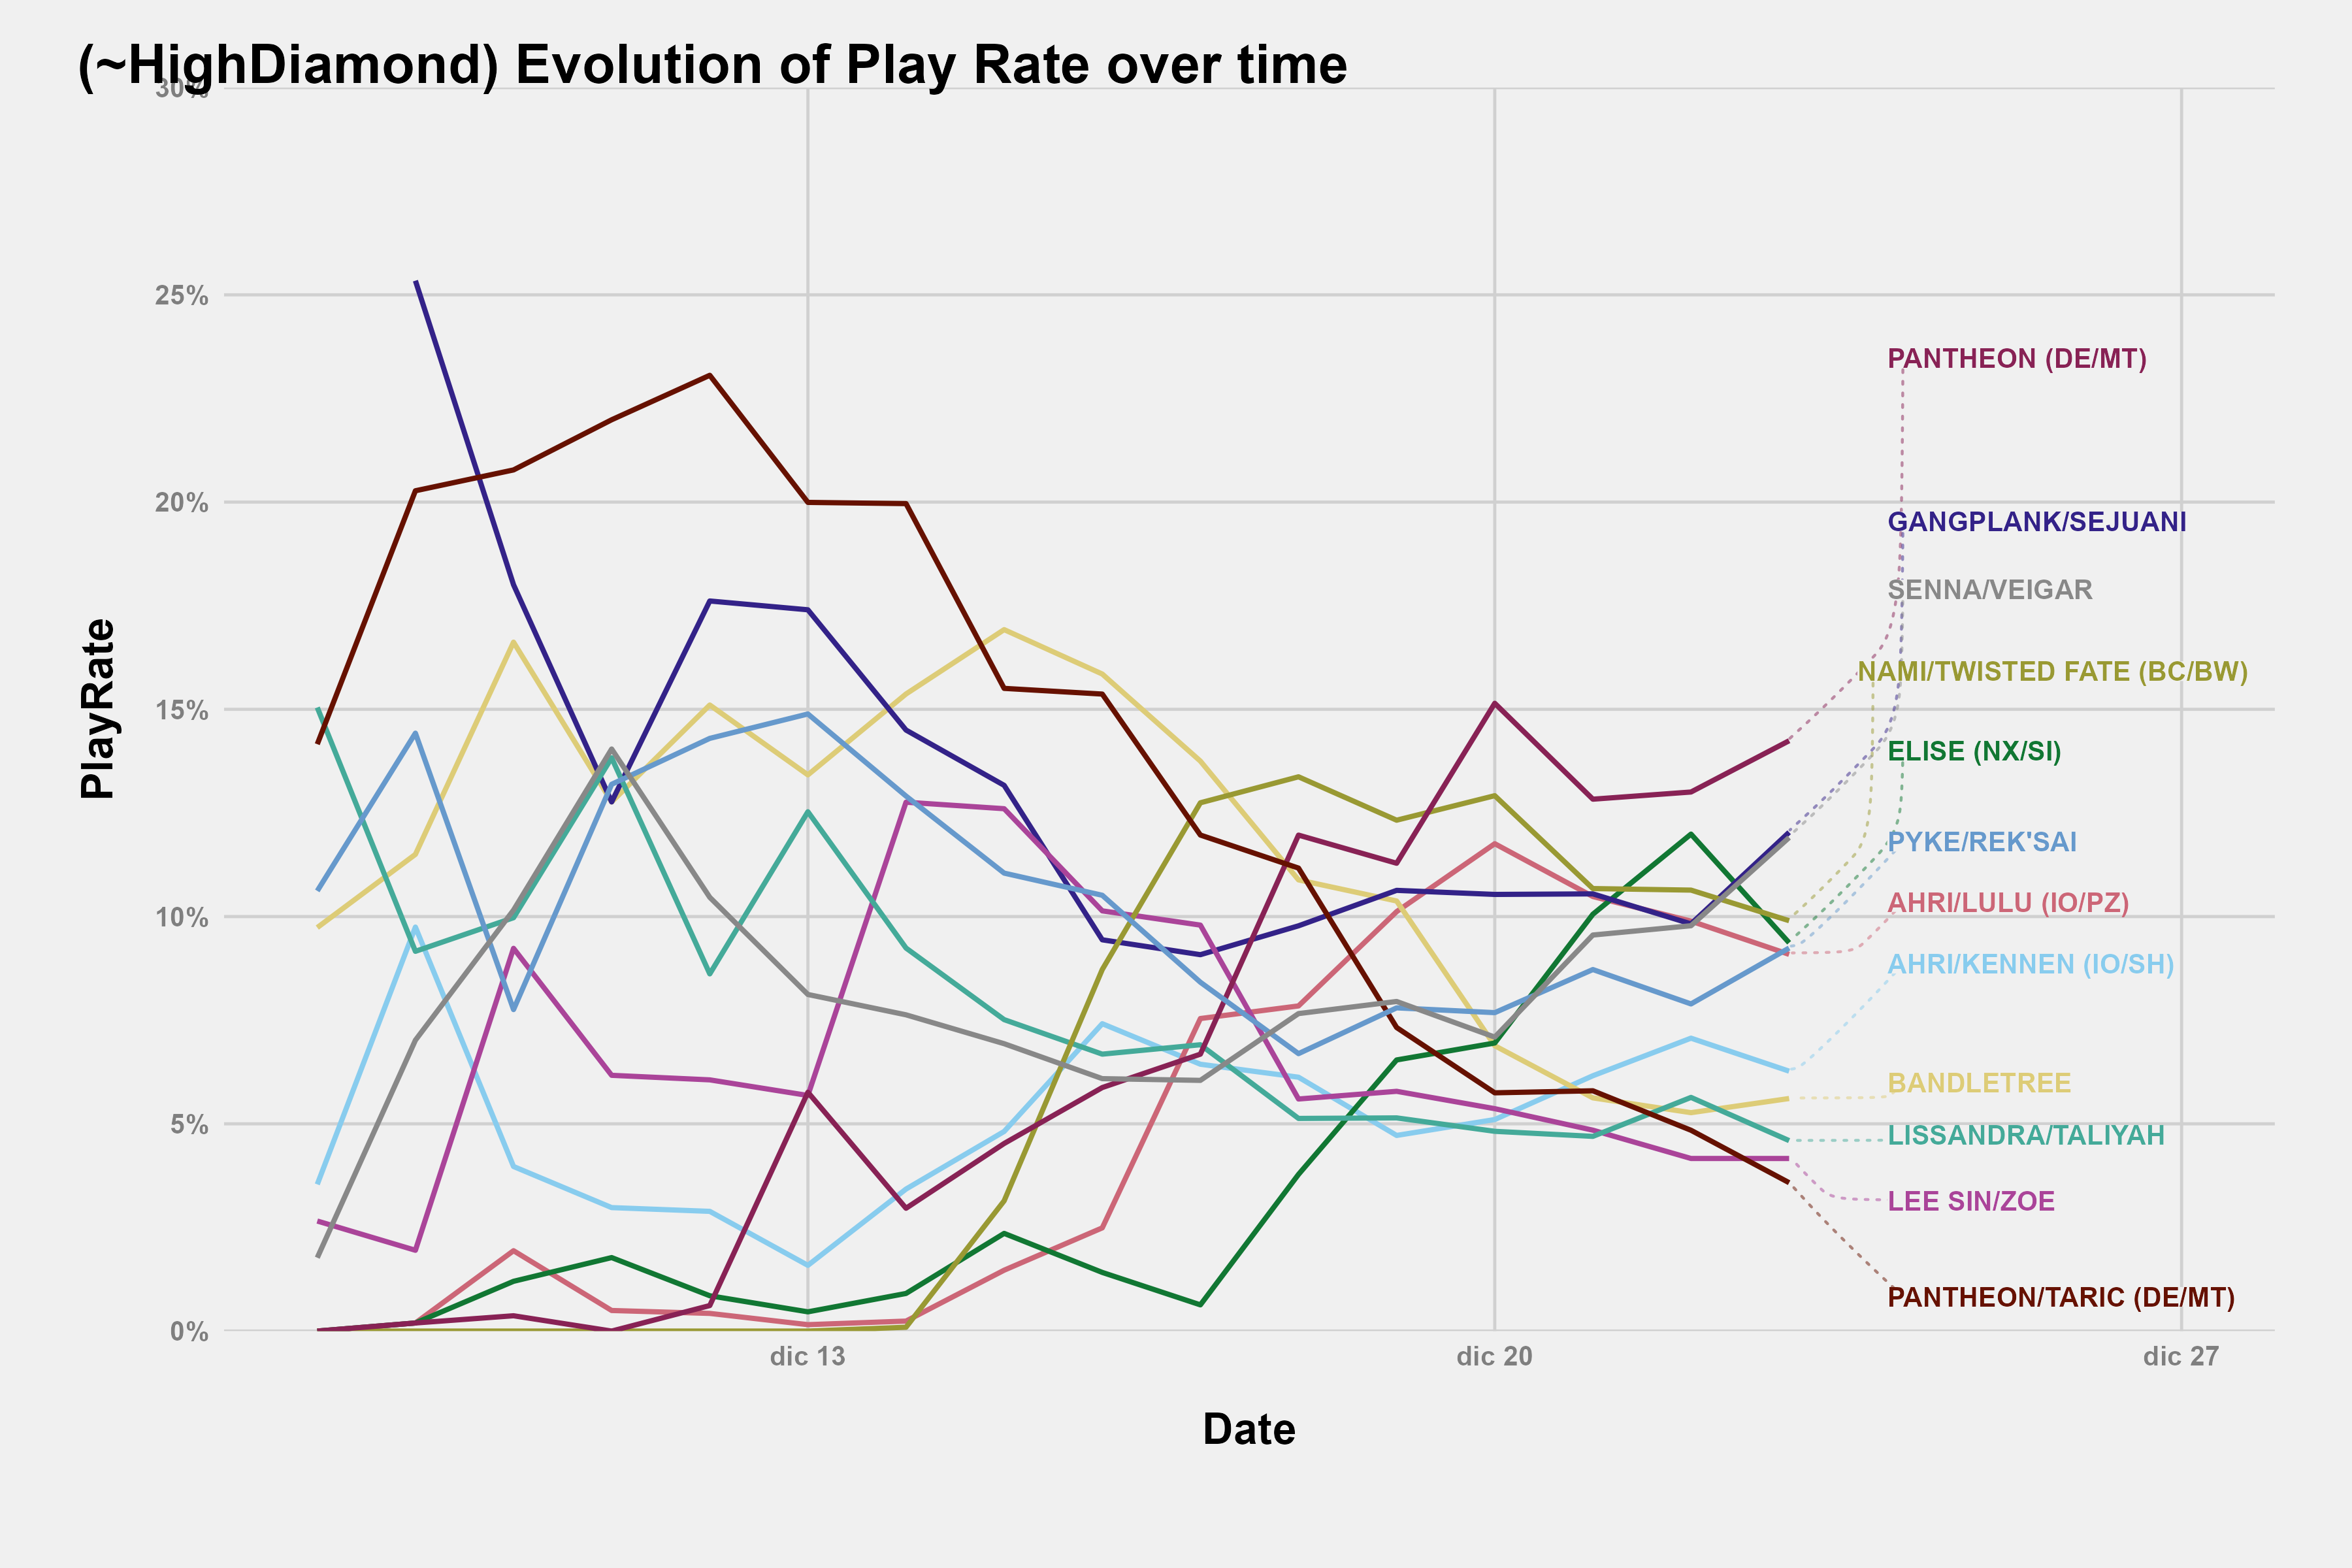 (~HighDiamond) Evolution of Play Rate over time
30%
25%
20%
15%
10%
5%
0%
PlayRate
dic 13
dic 20
dic 27
Date
PANTHEON (DE/MT)
GANGPLANK/SEJUANI
SENNA/VEIGAR
NAMI/TWISTED FATE (BC/BW)
ELISE (NX/SI)
PYKE/REK'SAI
AHRI/LULU (IO/PZ)
AHRI/KENNEN (IO/SH)
BANDLETREE
LISSANDRA/TALIYAH
LEE SIN/ZOE
PANTHEON/TARIC (DE/MT)